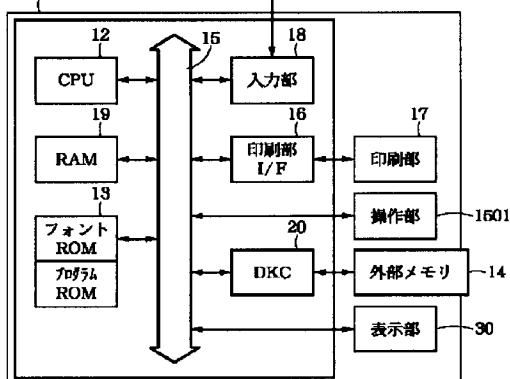 12
15
18
CPU
入力部
19
16
17
RAM
印刷部
I/F
印刷部
13
操作部
1501
フォント
ROM
20
プログラム
ROM
DKC
外部メモリ
14
表示部
30